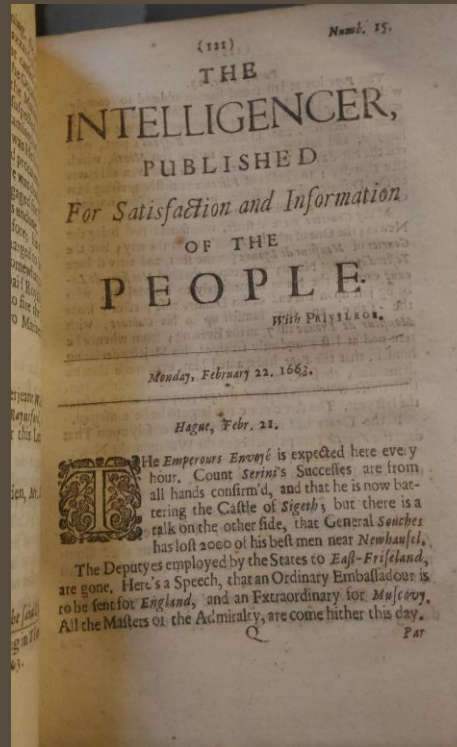 (121) Numb. 15.
THE
INTELLIGENCER,
PUBLISHED
For Satisfaction and Information
OF THE
PEOPLE.
With PRIVILEGE.
Monday, February 22. 1663.
Hague, Febr. 21.
THe Emperours Envoyé is expected here eve.y
hour. Count Serini's Successes are from
all hands confirm'd, and that he is now bat-
tering the Castle of Sigeth; but there is a
talk on the other side, that General Souches
has lost 2000 of his best men near Newhausel.
The Deputyes employed by the States to East-Friseland,
are gone. Here's a Speech, that an Ordinary Embassadour is
to be sent for England, and an Extraordinary for Muscovy.
All the Masters of the Admiralty, are come hither this day.
Q Par